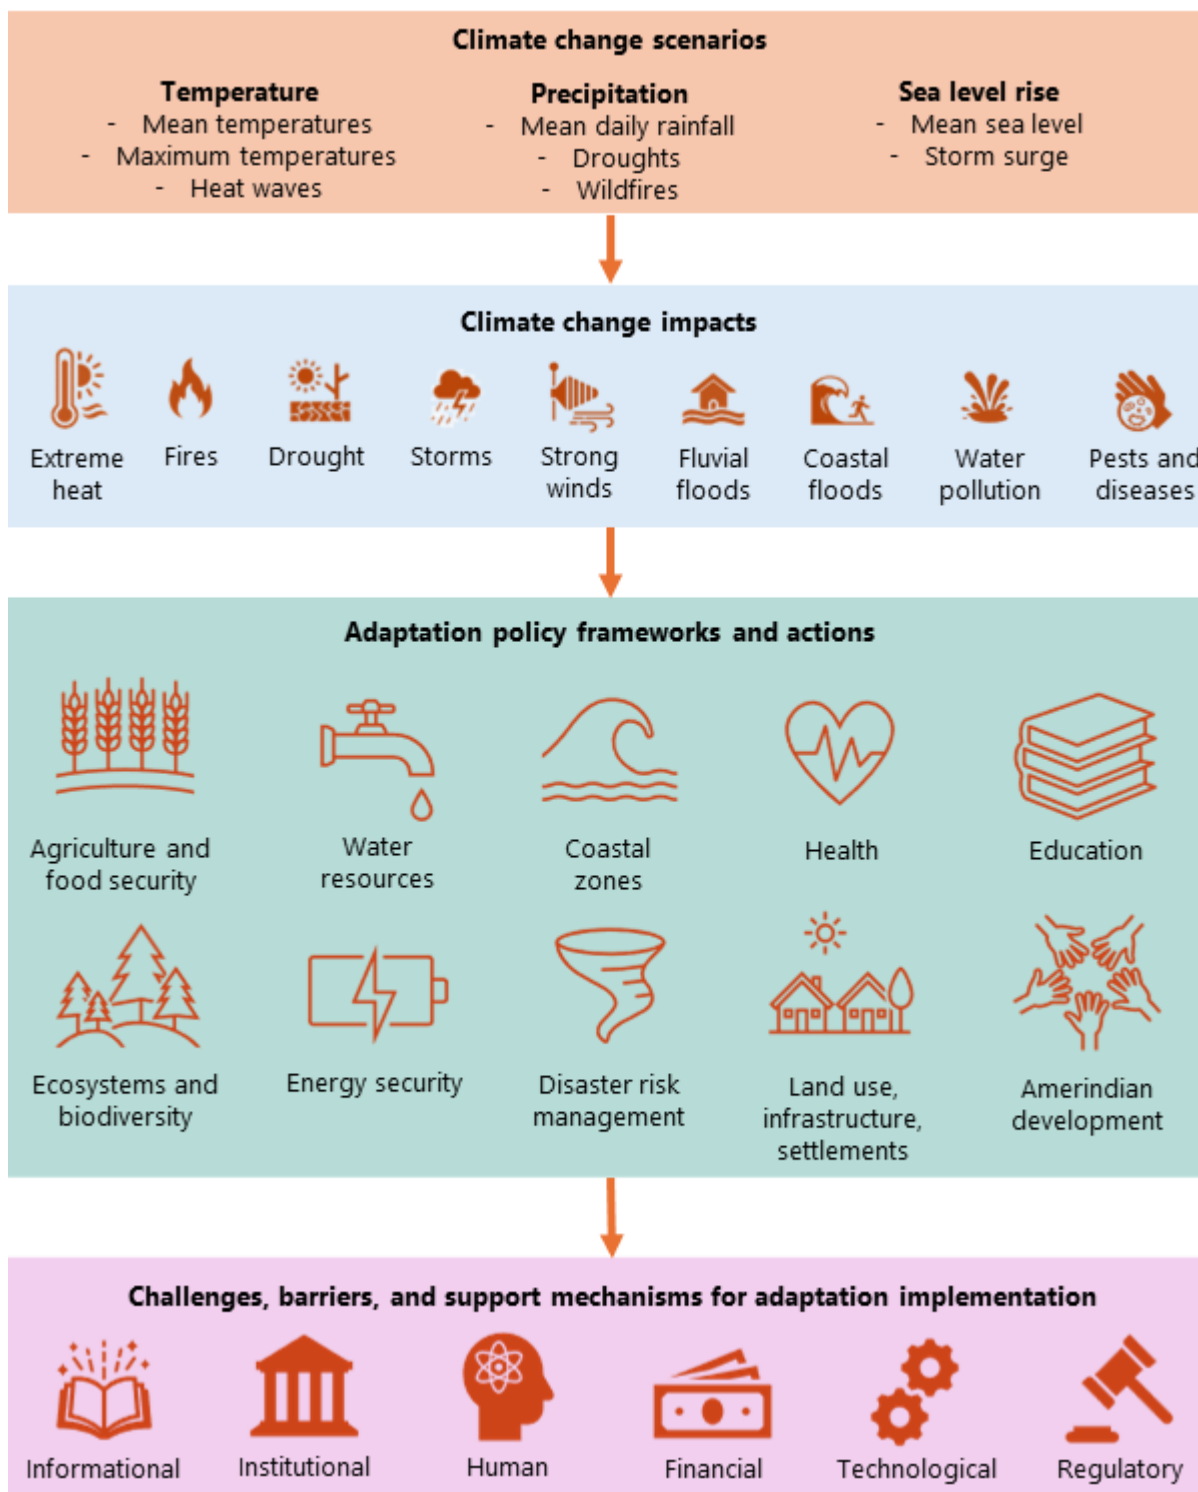 Climate change scenarios
Temperature
- Mean temperatures
- Maximum temperatures
- Heat waves
Precipitation
- Mean daily rainfall
- Droughts
- Wildfires
Sea level rise
- Mean sea level
- Storm surge
Climate change impacts
Extreme
heat
Fires
Drought
Storms
Strong
winds
Fluvial
floods
Coastal
floods
Water
pollution
Pests and
diseases
Adaptation policy frameworks and actions
Agriculture and
food security
Water
resources
Coastal
zones
Health
Education
Ecosystems and
biodiversity
Energy security
Disaster risk
management
Land use,
infrastructure,
settlements
Amerindian
development
Challenges, barriers, and support mechanisms for adaptation implementation
Informational
Institutional
Human
Financial
Technological
Regulatory